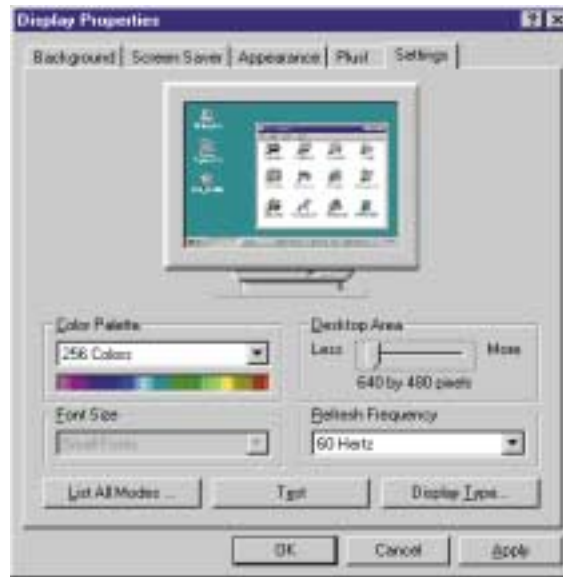 Display Properties
Background Screen Saver Appearance Plus! Settings
Color Palette
256 Colors
Desktop Area
Less More
640 by 480 pixels
Font Size
Small Fonts
Refresh Frequency
60 Hertz
List All Modes ... Test Display Type...
OK Cancel Apply